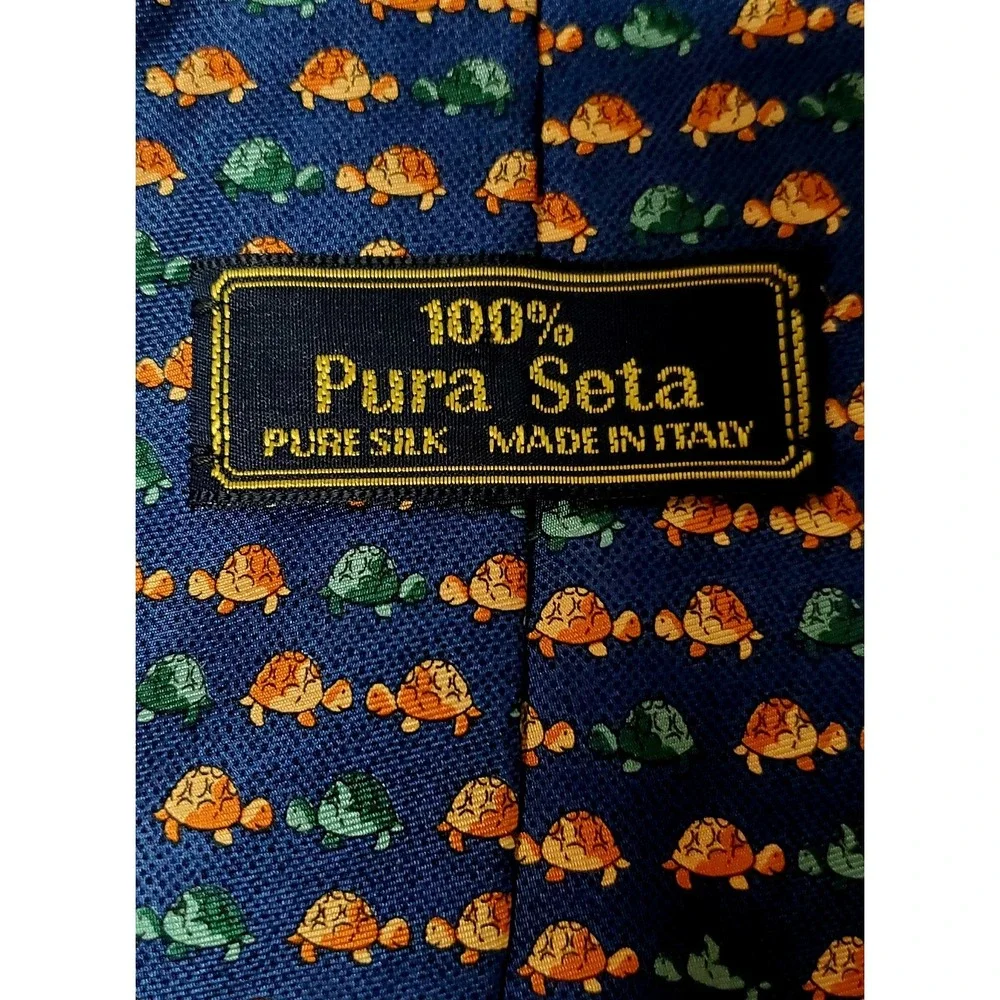 100%
Pura Seta
PURE SILK MADE IN ITALY